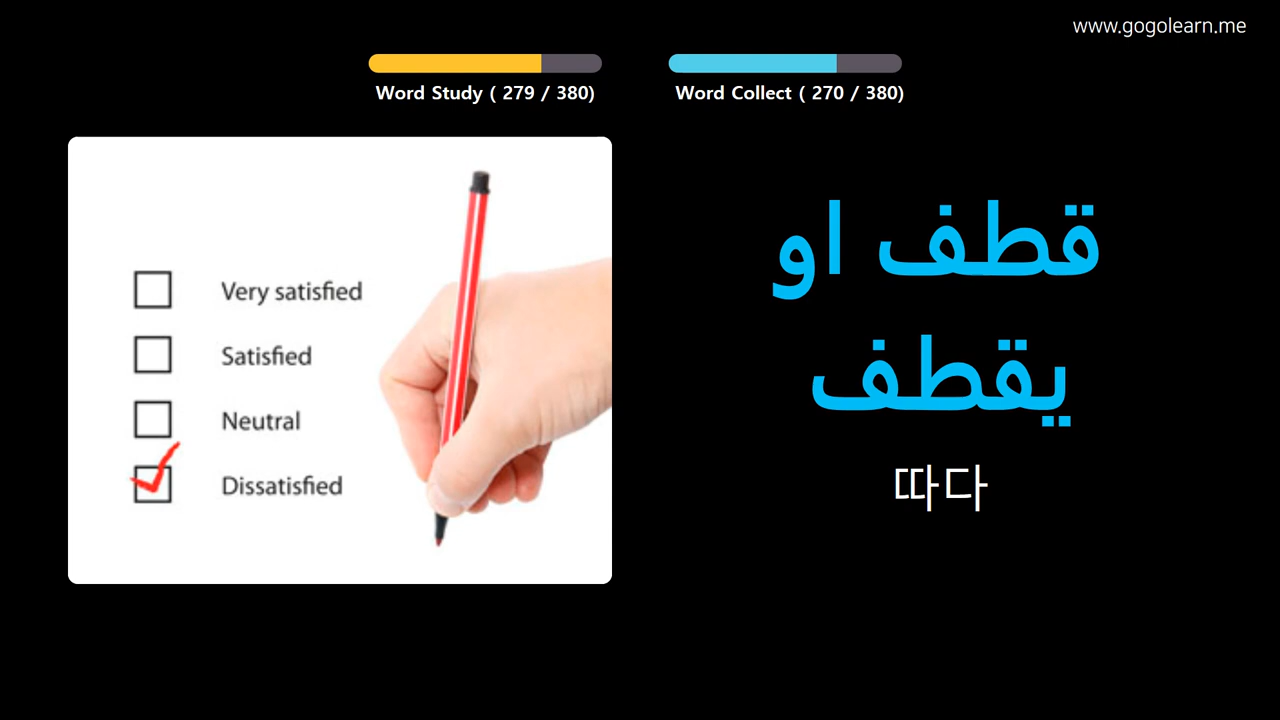 www.gogolearn.me
Word Study ( 279 / 380)
Word Collect ( 270 / 380)
Very satisfied
Satisfied
Neutral
Dissatisfied
قطف او
يقطف
따다